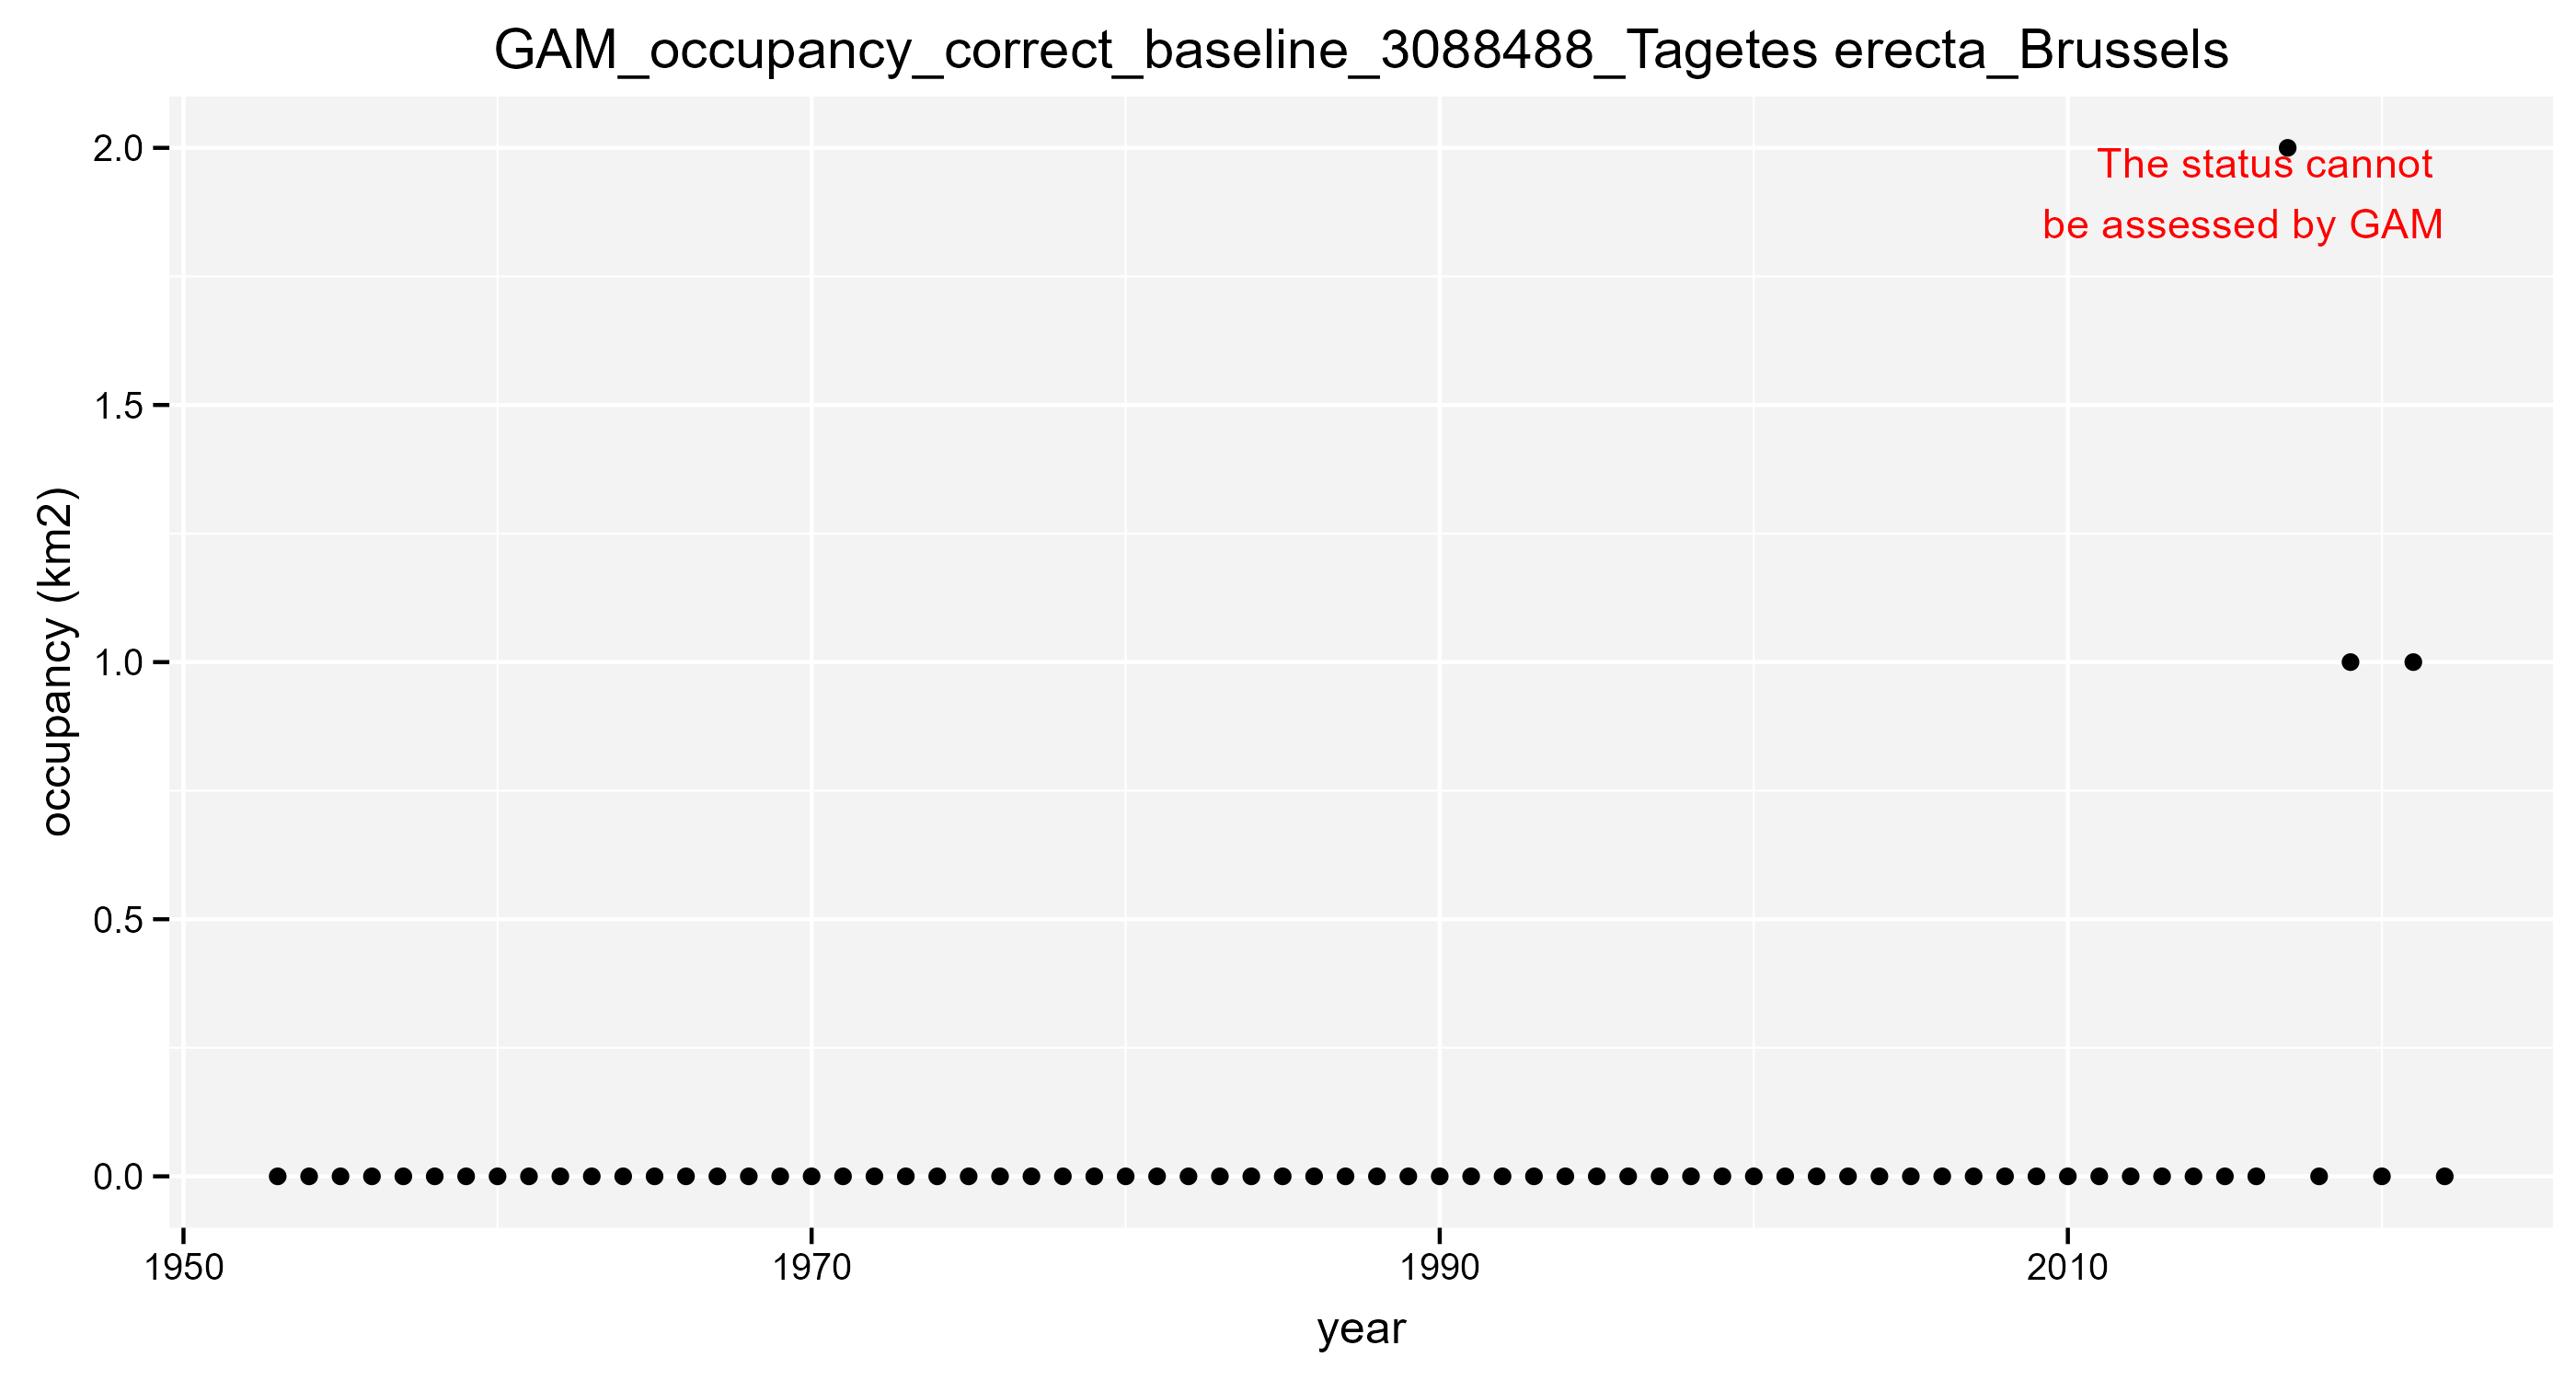 GAM_occupancy_correct_baseline_3088488_Tagetes erecta_Brussels
2.0
The status cannot
be assessed by GAM
1.5
occupancy (km2)
1.0
0.5
0.0
1950 1970 1990 2010
year